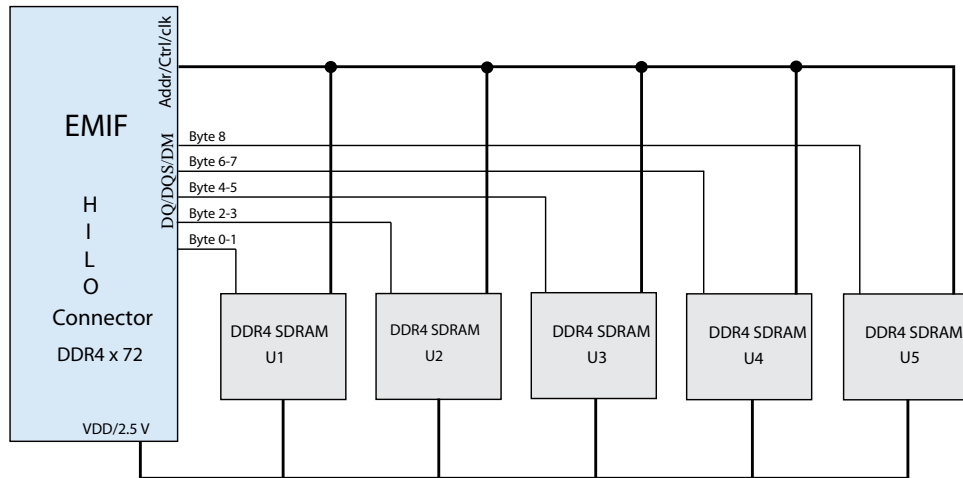 Addr/Ctrl/clk
EMIF
DQ/DQS/DM
Byte 8
Byte 6-7
Byte 4-5
Byte 2-3
Byte 0-1
H
I
L
O
Connector
DDR4 x 72
VDD/2.5 V
DDR4 SDRAM
U1
DDR4 SDRAM
U2
DDR4 SDRAM
U3
DDR4 SDRAM
U4
DDR4 SDRAM
U5